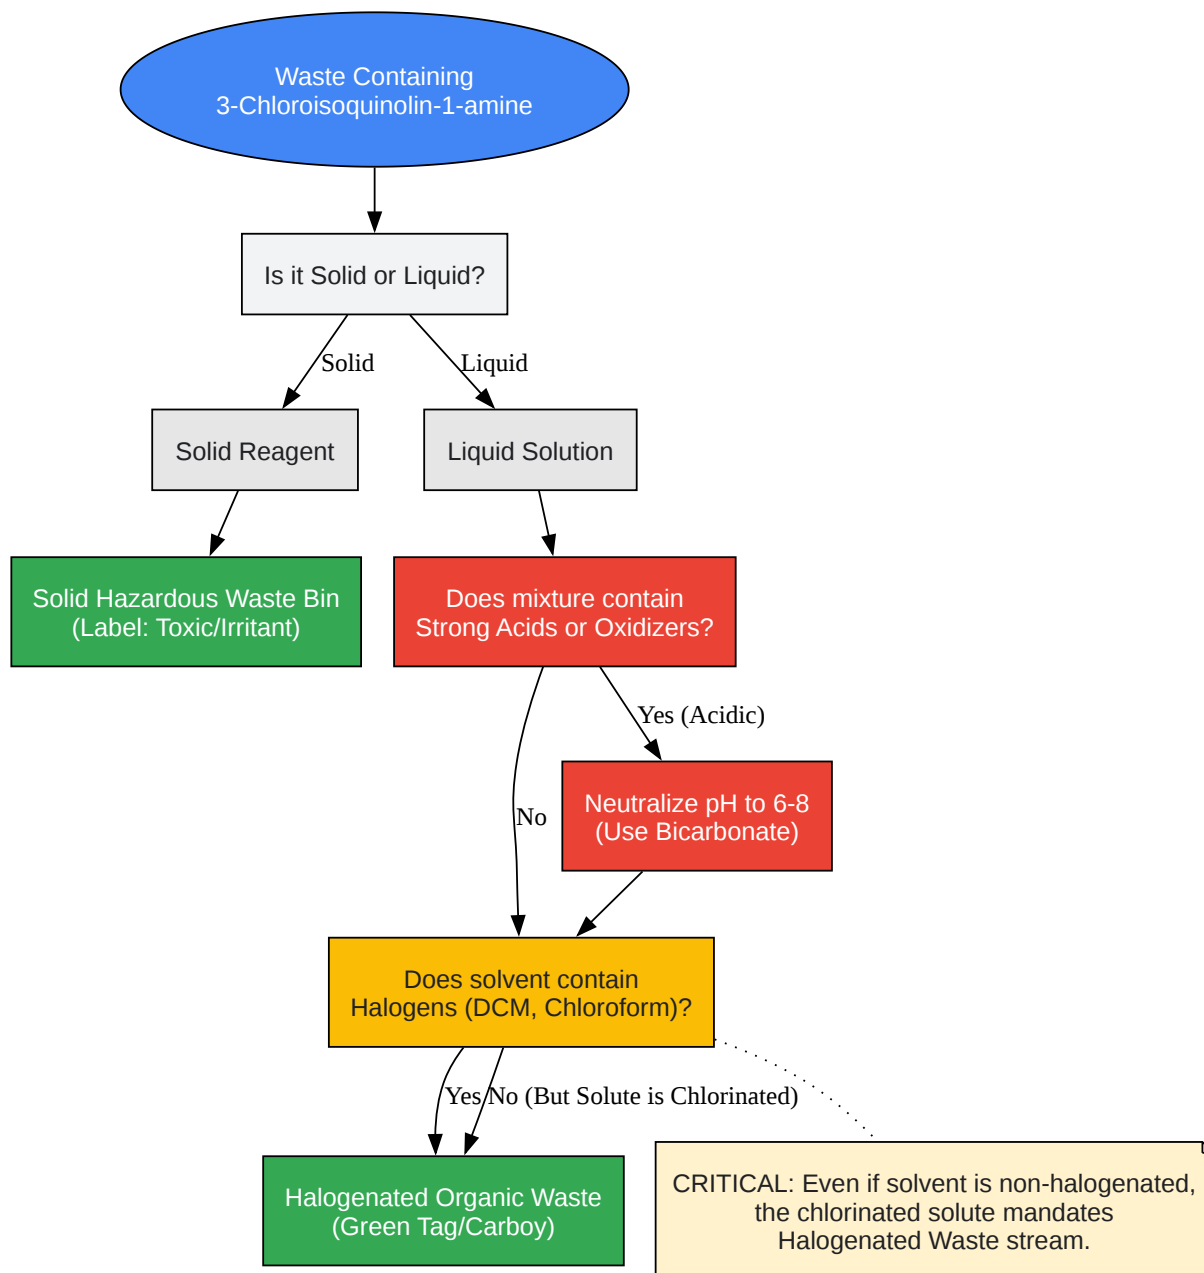 Waste Containing
3-Chloroisoquinolin-1-amine
Is it Solid or Liquid?
Solid
Liquid
Solid Reagent
Liquid Solution
Solid Hazardous Waste Bin
(Label: Toxic/Irritant)
Does mixture contain
Strong Acids or Oxidizers?
Yes (Acidic)
Neutralize pH to 6-8
(Use Bicarbonate)
No
Does solvent contain
Halogens (DCM, Chloroform)?
Yes
No (But Solute is Chlorinated)
Halogenated Organic Waste
(Green Tag/Carboy)
CRITICAL: Even if solvent is non-halogenated,
the chlorinated solute mandates
Halogenated Waste stream.